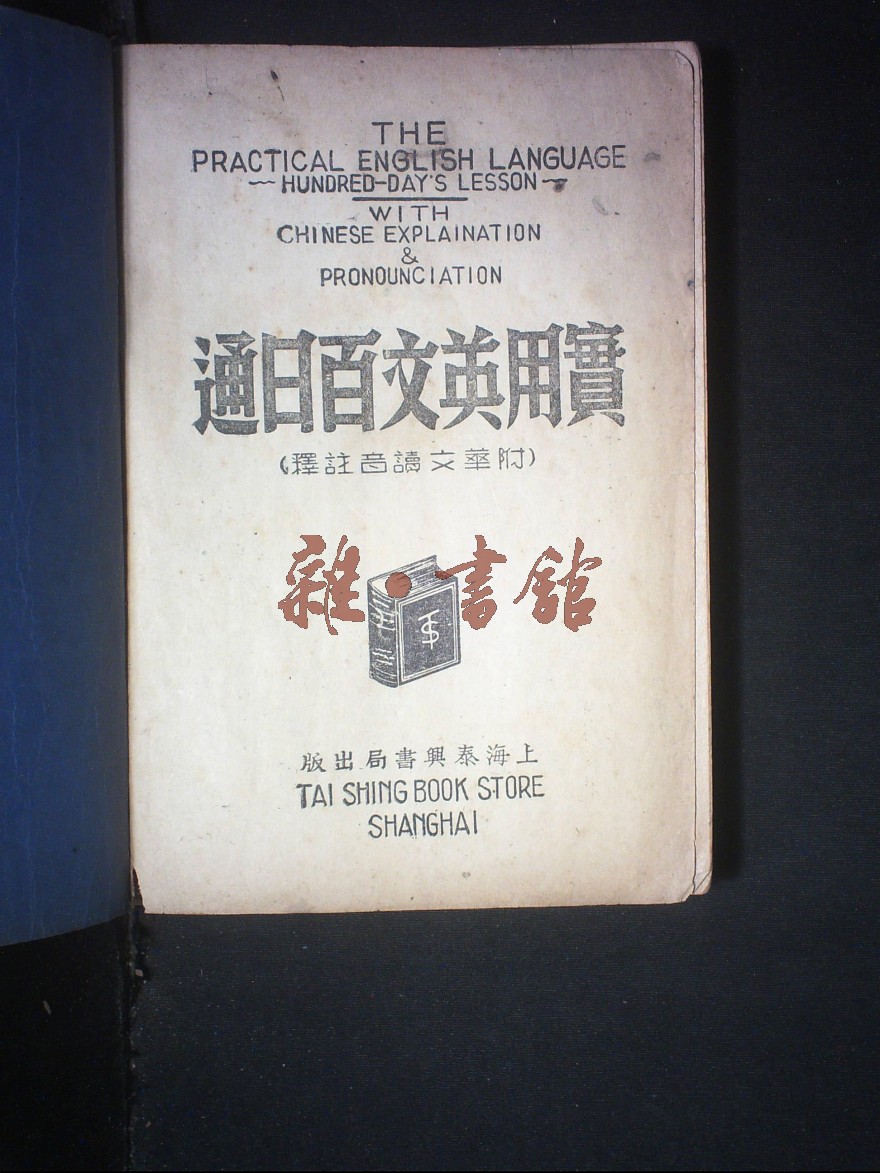 THE
PRACTICAL ENGLISH LANGUAGE
HUNDRED-DAY'S LESSON
WITH
CHINESE EXPLAINATION
&
PRONOUNCIATION
實用英文百日通
(附華文讀音註釋)
雜·書館
上海泰興書局出版
TAI SHING BOOK STORE
SHANGHAI